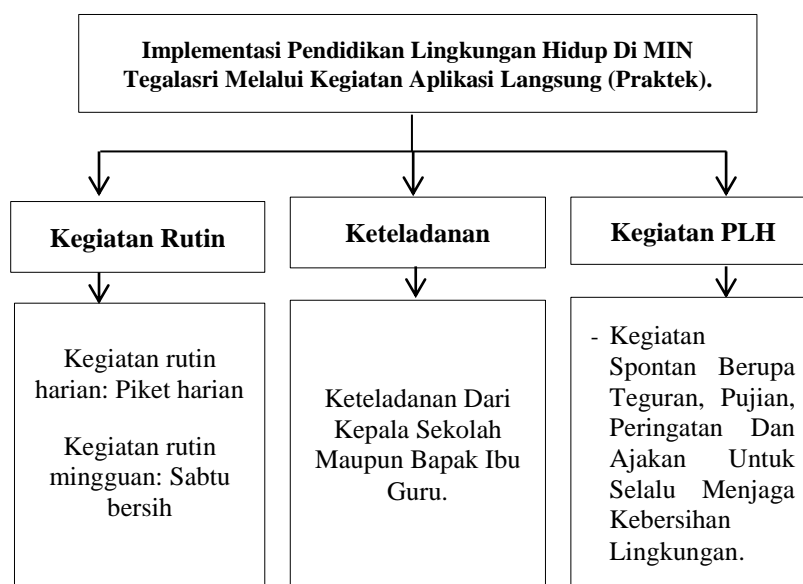 Implementasi Pendidikan Lingkungan Hidup Di MIN
Tegalasri Melalui Kegiatan Aplikasi Langsung (Praktek).
Kegiatan Rutin
Keteladanan
Kegiatan PLH
Kegiatan rutin
harian: Piket harian
Kegiatan rutin
mingguan: Sabtu
bersih
Keteladanan Dari
Kepala Sekolah
Maupun Bapak Ibu
Guru.
- Kegiatan
Spontan Berupa
Teguran, Pujian,
Peringatan Dan
Ajakan Untuk
Selalu Menjaga
Kebersihan
Lingkungan.